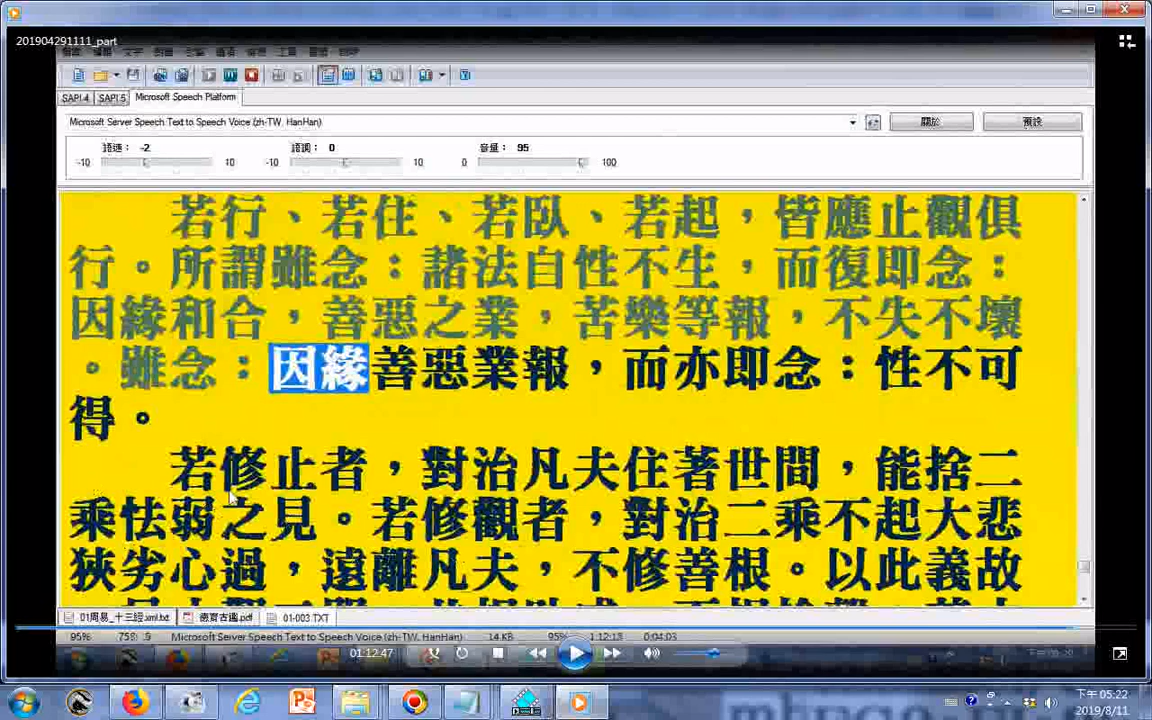 201904291111_part
SAPI 4 SAPI 5 Microsoft Speech Platform
Microsoft Server Speech Text to Speech Voice (zh-TW, HanHan) 關於 預設
語速： -2 語調： 0 音量： 95
-10 10 -10 10 0 100
若行、若住、若臥、若起，皆應止觀俱
行。所謂雖念：諸法自性不生，而復即念：
因緣和合，善惡之業，苦樂等報，不失不壞
。雖念：因緣善惡業報，而亦即念：性不可
得。
若修止者，對治凡夫住著世間，能捨二
乘怯弱之見。若修觀者，對治二乘不起大悲
狹劣心過，遠離凡夫，不修善根。以此義故
01周易_十三經.xml.txt 01-003 TXT
95% Microsoft Server Speech Text to Speech Voice (zh-TW, HanHan) 14 KB 95% 1:12:13 0:04:03
01:12:47
下午 05:22
2019/8/11